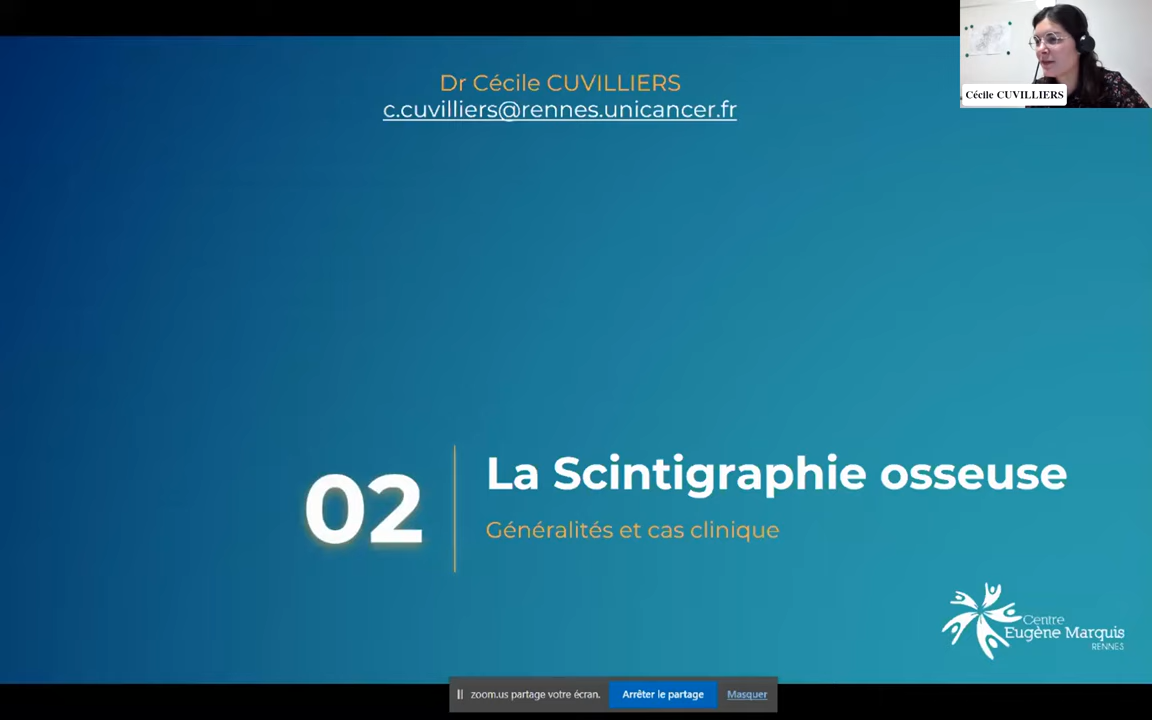 Dr Cécile CUVILLIERS
c.cuvilliers@rennes.unicancer.fr
Cécile CUVILLIERS
02
La Scintigraphie osseuse
Généralités et cas clinique
Centre
Eugène Marquis
RENNES
zoom.us partage votre écran.
Arrêter le partage
Masquer